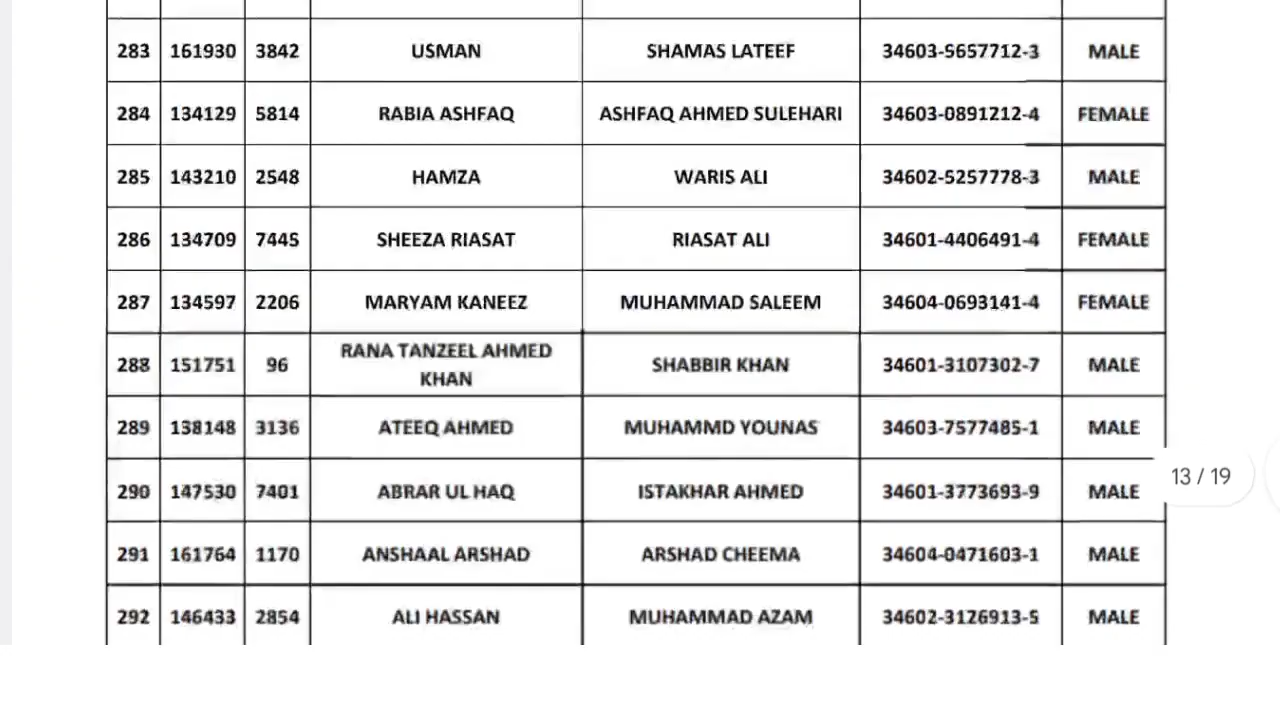 283 161930 3842 USMAN SHAMAS LATEEF 34603-5657712-3 MALE
284 134129 5814 RABIA ASHFAQ ASHFAQ AHMED SULEHARI 34603-0891212-4 FEMALE
285 143210 2548 HAMZA WARIS ALI 34602-5257778-3 MALE
286 134709 7445 SHEEZA RIASAT RIASAT ALI 34601-4406491-4 FEMALE
287 134597 2206 MARYAM KANEEZ MUHAMMAD SALEEM 34604-0693141-4 FEMALE
288 151751 96 RANA TANZEEL AHMED
KHAN SHABBIR KHAN 34601-3107302-7 MALE
289 138148 3136 ATEEQ AHMED MUHAMMD YOUNAS 34603-7577485-1 MALE
290 147530 7401 ABRAR UL HAQ ISTAKHAR AHMED 34601-3773693-9 MALE
13 / 19
291 161764 1170 ANSHAAL ARSHAD ARSHAD CHEEMA 34604-0471603-1 MALE
292 146433 2854 ALI HASSAN MUHAMMAD AZAM 34602-3126913-5 MALE